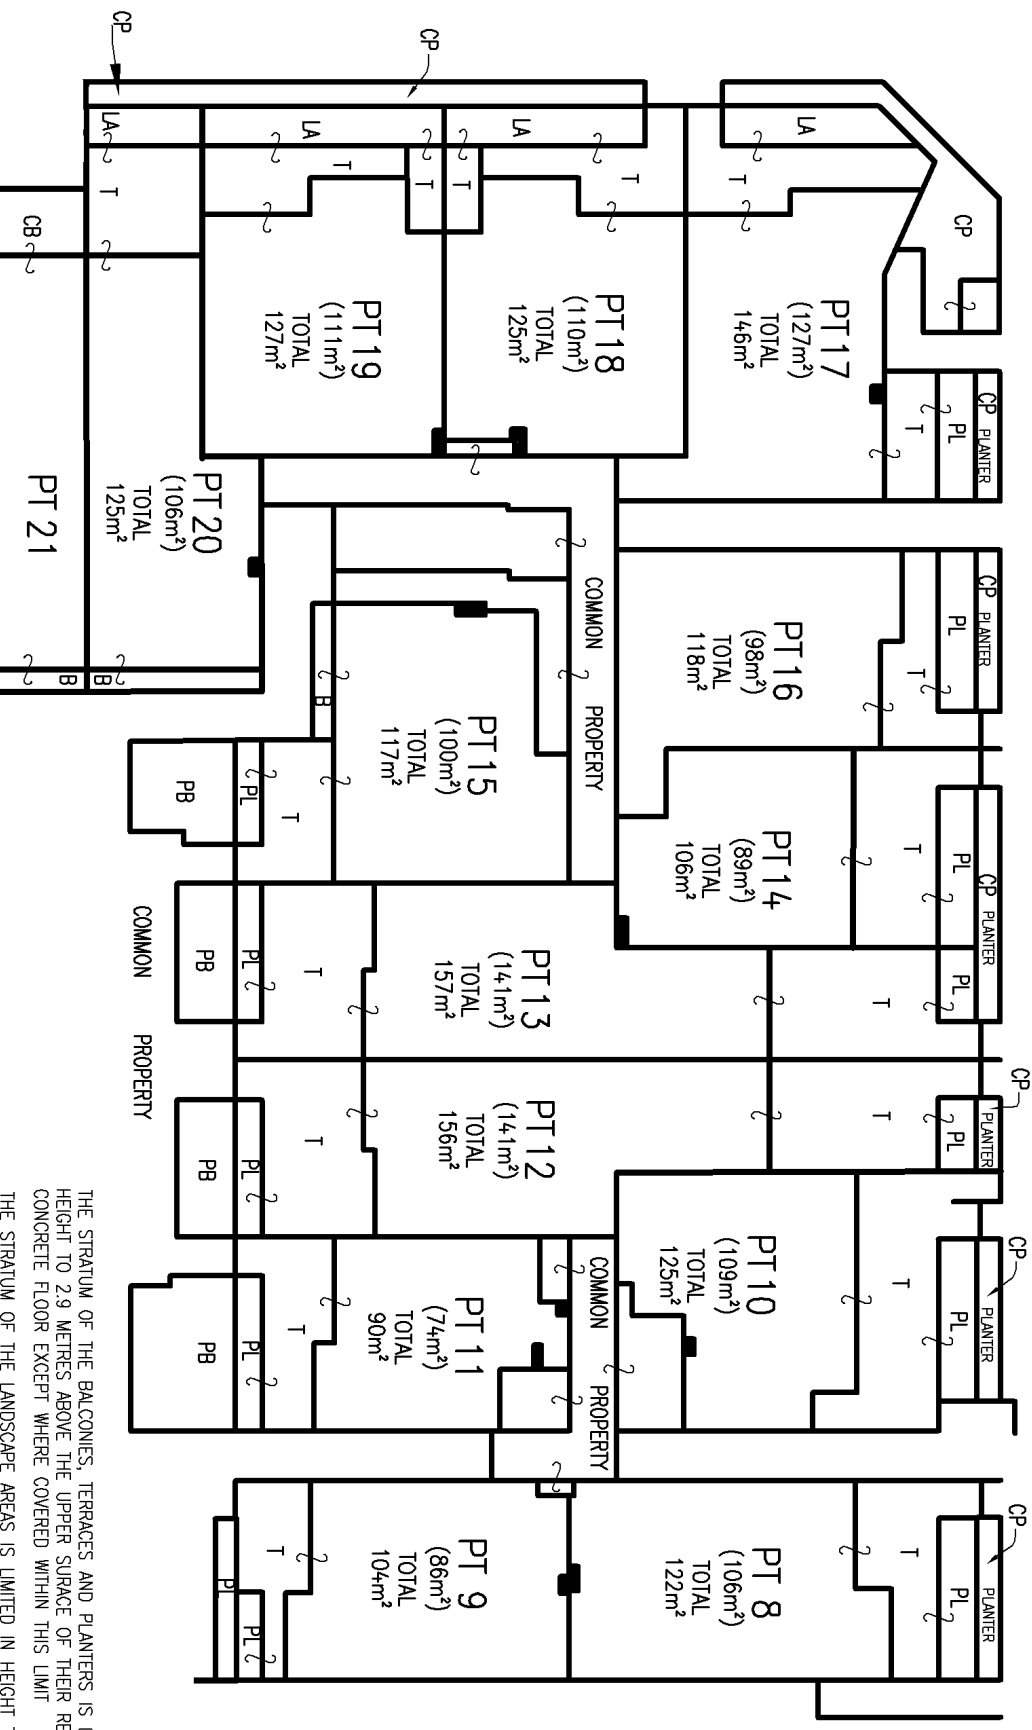 CP
CP
LA
LA
LA
LA
T
T
T
T
T
T
CB
CP
PT 17
(127m²)
TOTAL
146m²
PT 18
(110m²)
TOTAL
125m²
PT 19
(111m²)
TOTAL
127m²
PT 20
(106m²)
TOTAL
125m²
PT 21
B
B
CP PLANTER
PL
T
CP PLANTER
PL
T
PT 16
(98m²)
TOTAL
118m²
COMMON PROPERTY
PT 15
(100m²)
TOTAL
117m²
B
T
PL
PB
CP PLANTER
PL
PL
T
PT 14
(89m²)
TOTAL
106m²
T
PT 13
(141m²)
TOTAL
157m²
T
PL
PB
COMMON PROPERTY
CP
PLANTER
PL
T
PT 12
(141m²)
TOTAL
156m²
T
PL
PB
CP
PLANTER
PL
T
PT 10
(109m²)
TOTAL
125m²
COMMON PROPERTY
PT 11
(74m²)
TOTAL
90m²
T
PL
PB
CP
PLANTER
PL
T
PT 8
(106m²)
TOTAL
122m²
PT 9
(86m²)
TOTAL
104m²
T
PL
PL
THE STRATUM OF THE BALCONIES, TERRACES AND PLANTERS IS
HEIGHT TO 2.9 METRES ABOVE THE UPPER SURACE OF THEIR RE
CONCRETE FLOOR EXCEPT WHERE COVERED WITHIN THIS LIMIT
THE STRATUM OF THE LANDSCAPE AREAS IS LIMITED IN HEIGHT